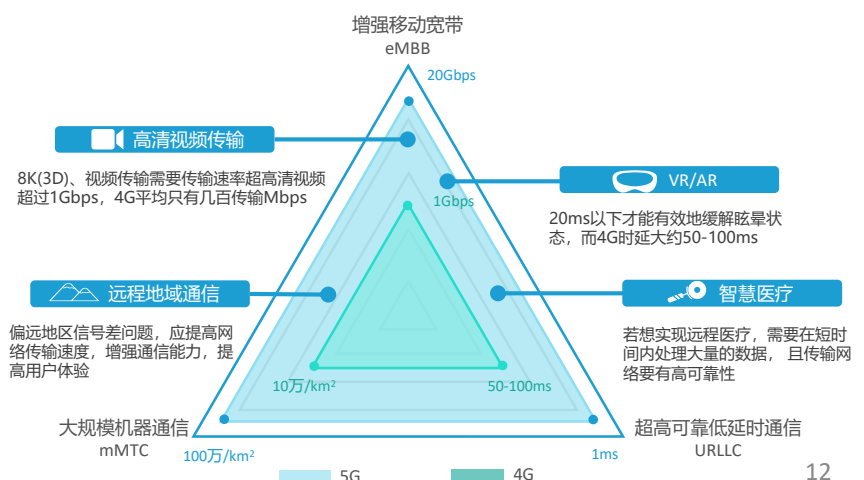 增强移动宽带
eMBB
20Gbps
高清视频传输
8K(3D)、视频传输需要传输速率超高清视频
超过1Gbps，4G平均只有几百传输Mbps
VR/AR
1Gbps
20ms以下才能有效地缓解眩晕状
态，而4G时延大约50-100ms
远程地域通信
智慧医疗
偏远地区信号差问题，应提高网
络传输速度，增强通信能力，提
高用户体验
若想实现远程医疗，需要在短时
间内处理大量的数据， 且传输网
络要有高可靠性
10万/km²
50-100ms
大规模机器通信
mMTC
100万/km²
超高可靠低延时通信
URLLC
1ms
5G
4G
12